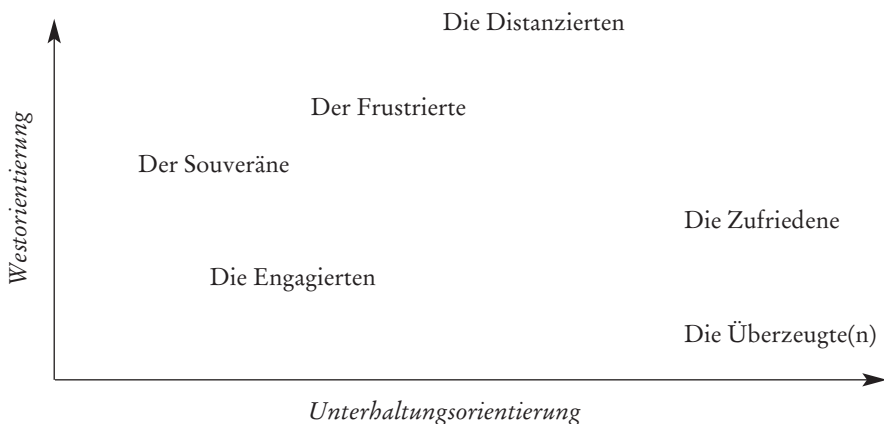 Die Distanzierten
Der Frustrierte
Der Souveräne
Die Zufriedene
Die Engagierten
Die Überzeugte(n)
Westorientierung
Unterhaltungsorientierung